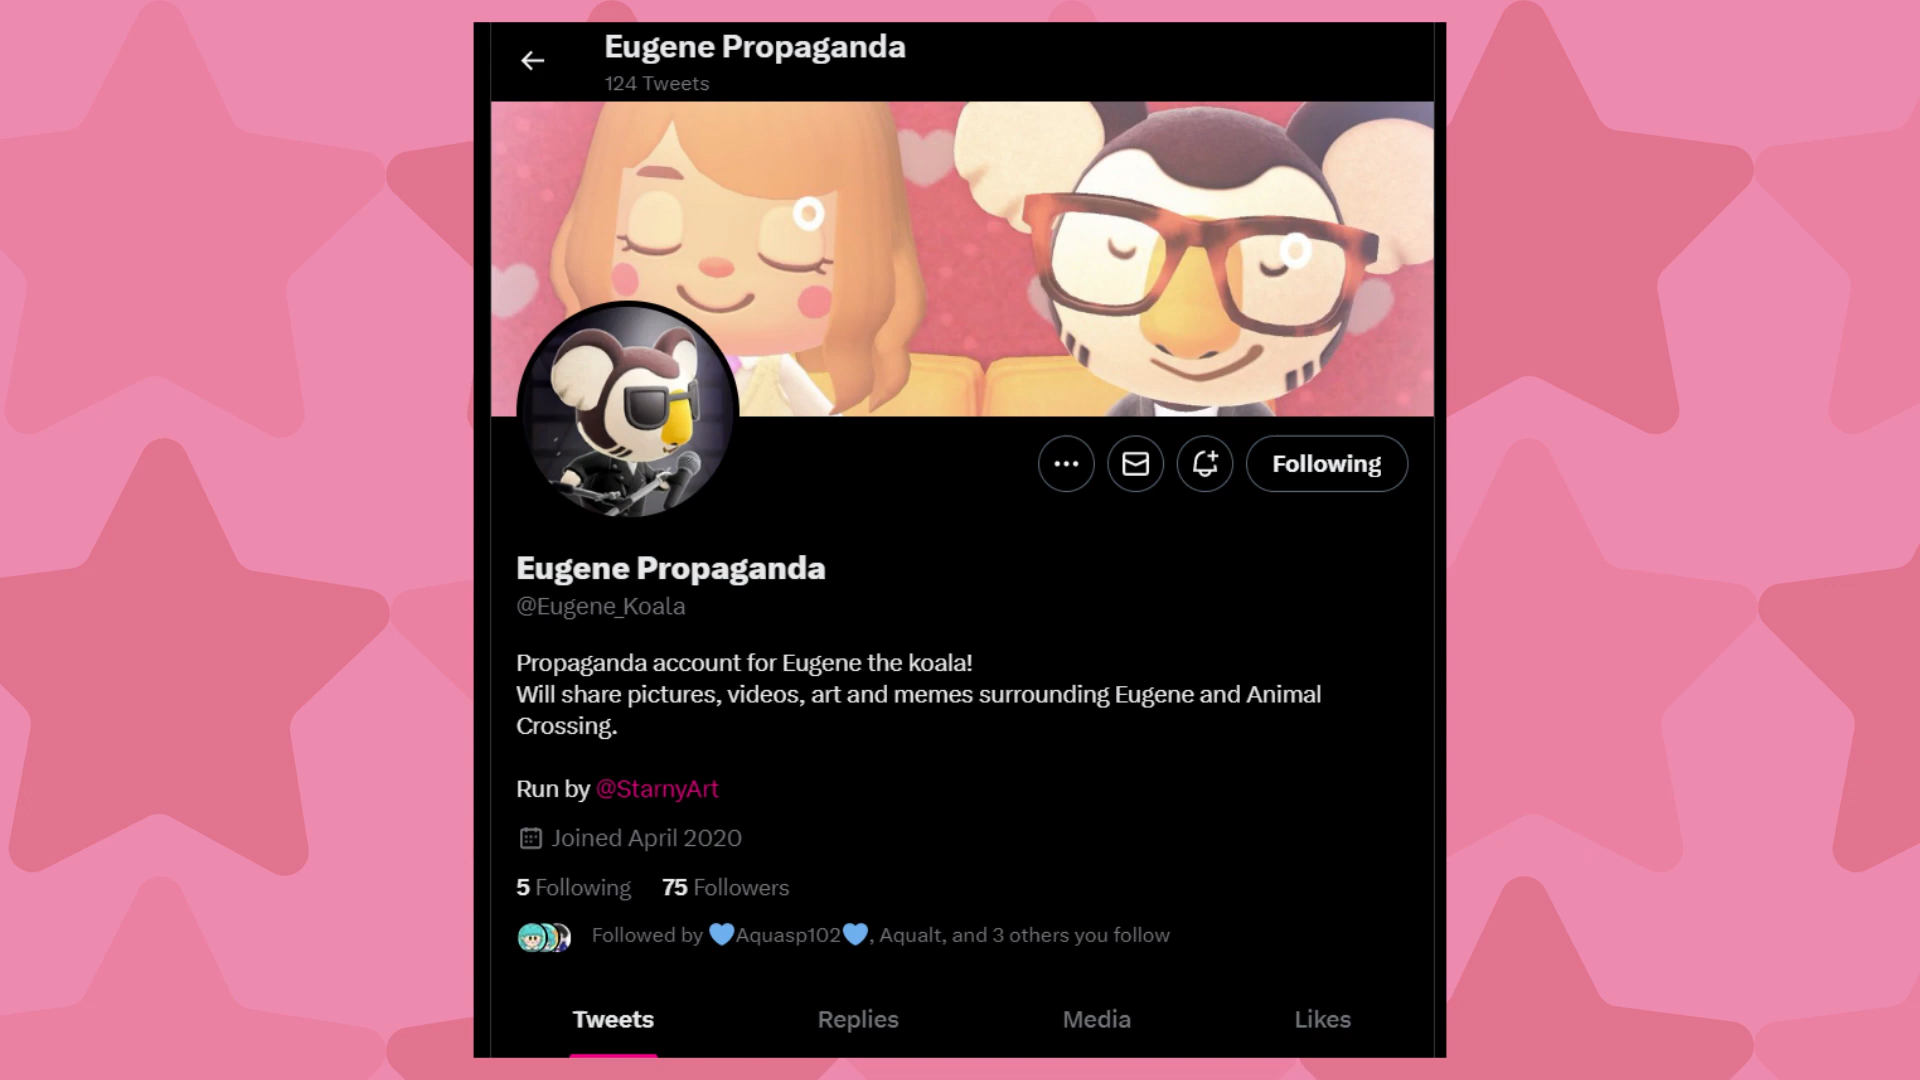 Eugene Propaganda
124 Tweets
Following
Eugene Propaganda
@Eugene_Koala
Propaganda account for Eugene the koala!
Will share pictures, videos, art and memes surrounding Eugene and Animal
Crossing.
Run by @StarnyArt
Joined April 2020
5 Following 75 Followers
Followed by 💙Aquasp102💙, Aqualt, and 3 others you follow
Tweets Replies Media Likes